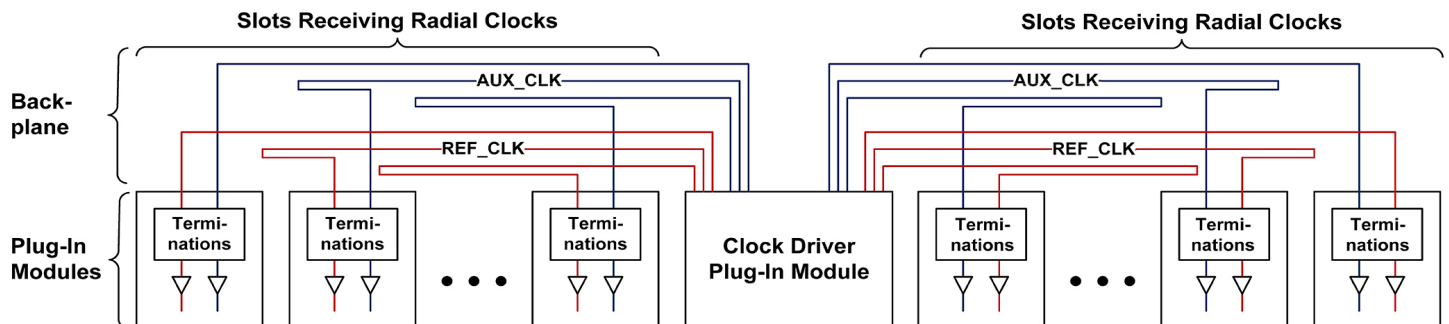 Slots Receiving Radial Clocks
Slots Receiving Radial Clocks
Back-
plane
AUX_CLK
AUX_CLK
REF_CLK
REF_CLK
Plug-In
Modules
Termi-
nations
Termi-
nations
Termi-
nations
Clock Driver
Plug-In Module
Termi-
nations
Termi-
nations
Termi-
nations